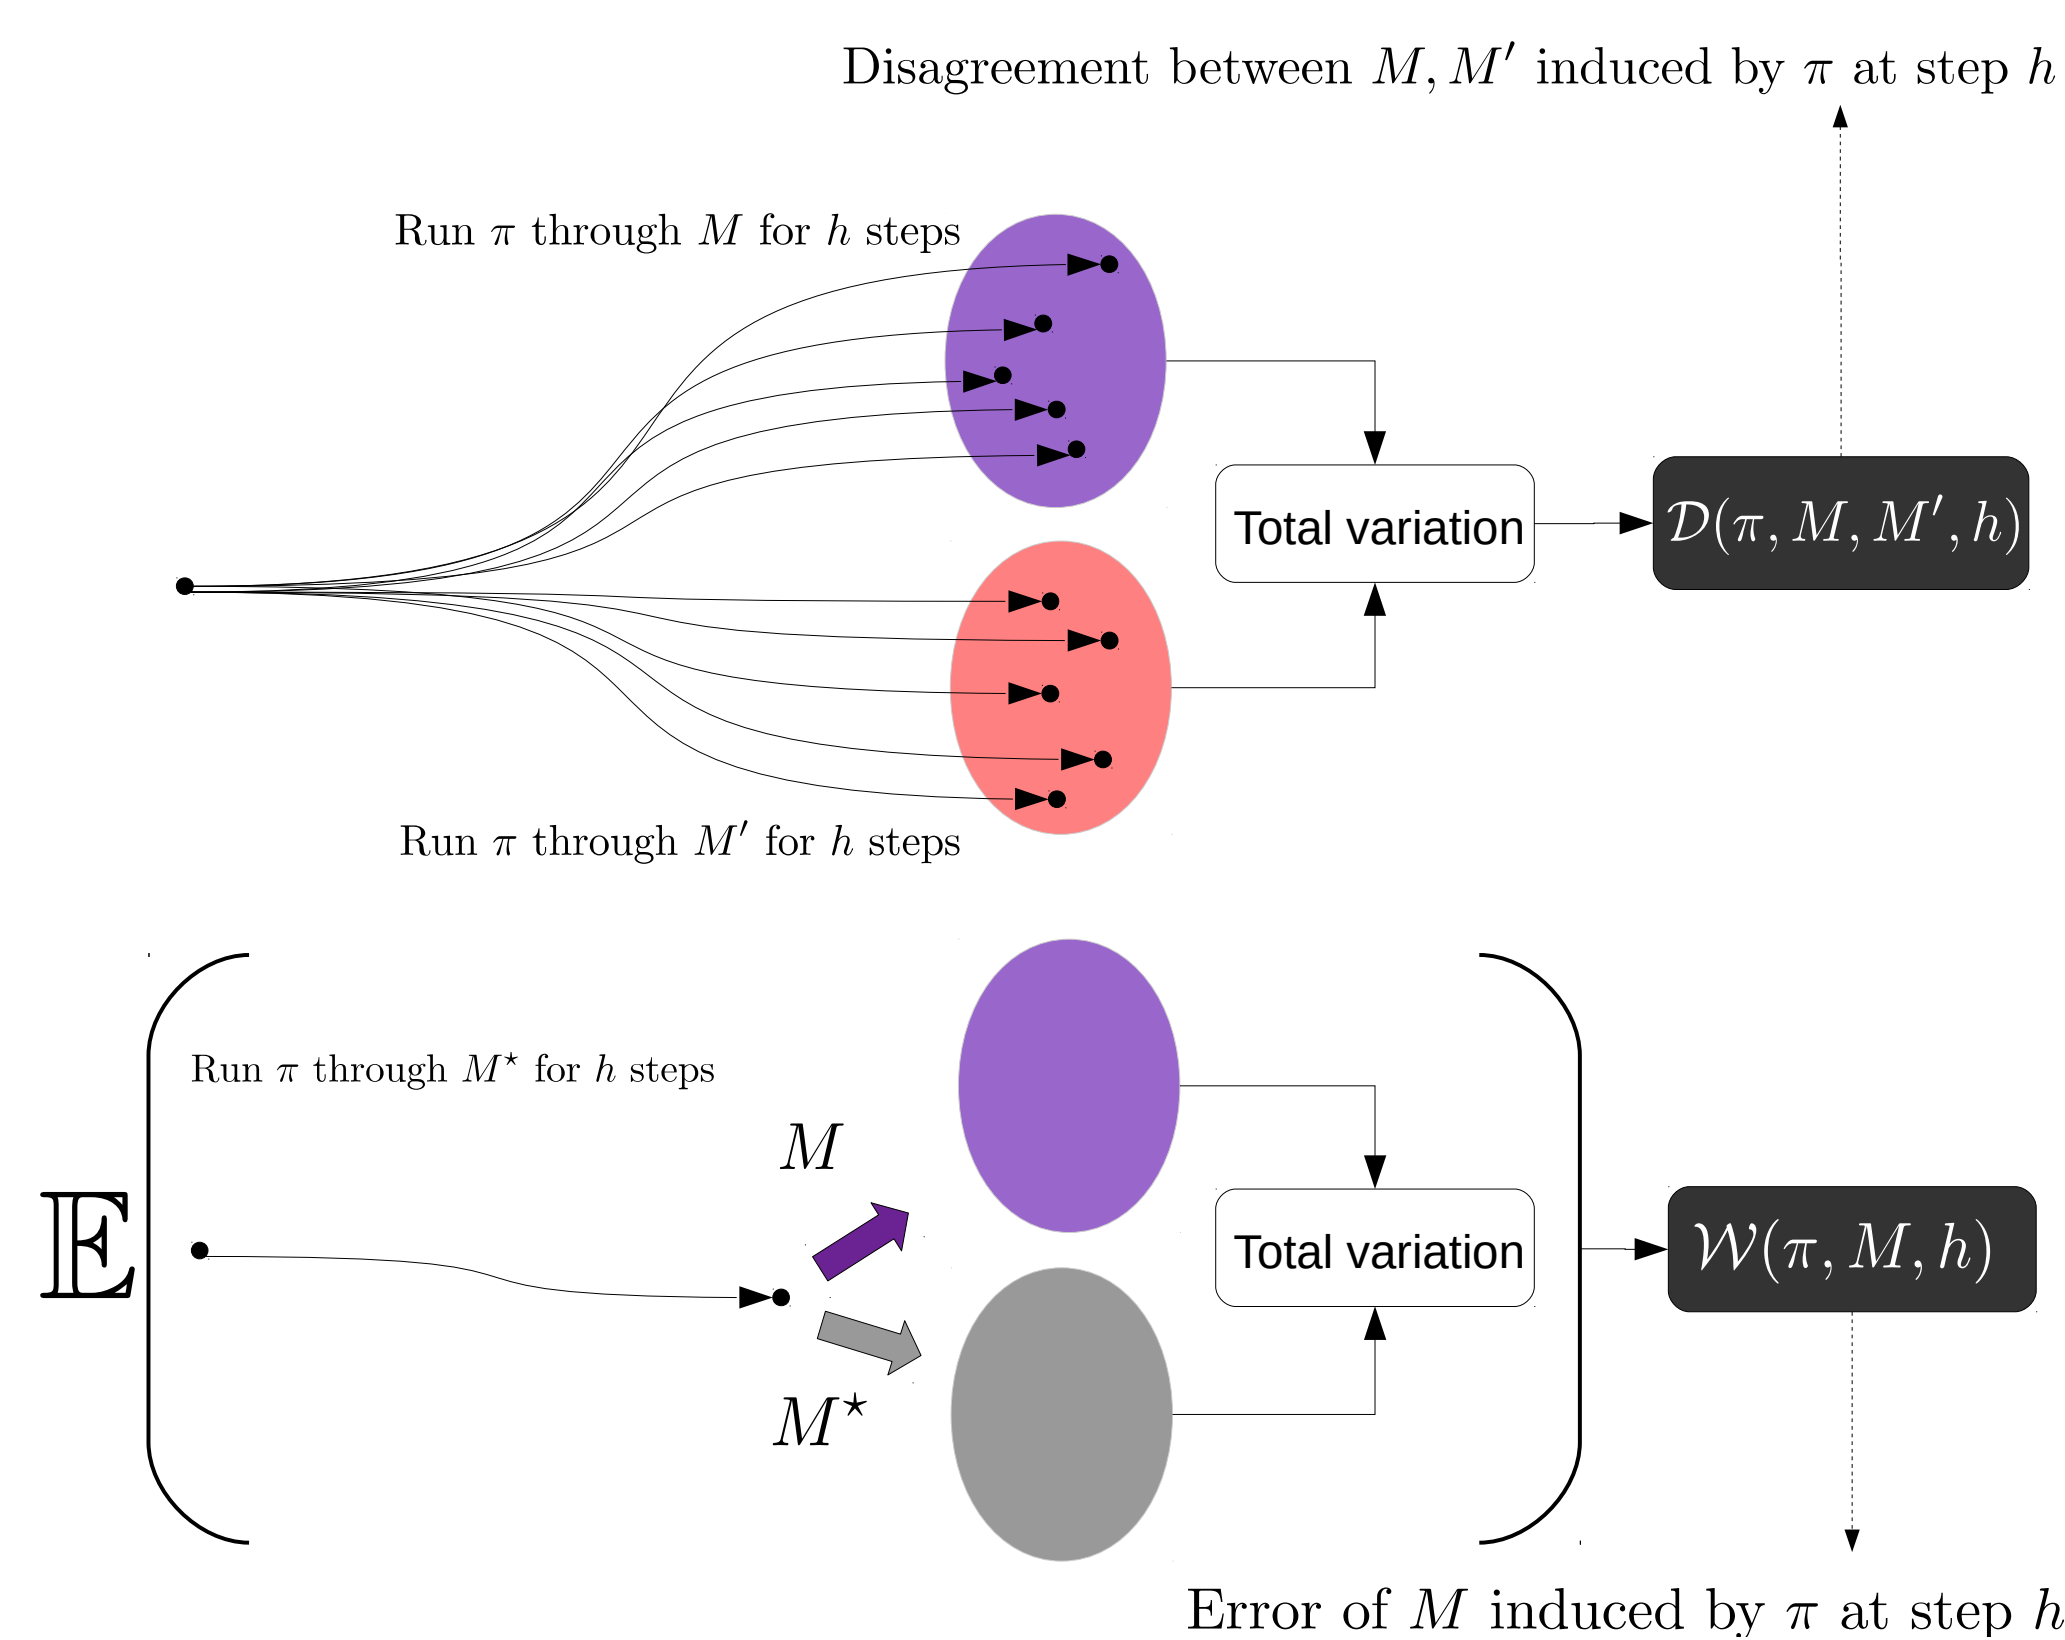 Disagreement between M, M′ induced by π at step h
Run π through M for h steps
Total variation
𝒟(π, M, M′, h)
Run π through M′ for h steps
Run π through M⋆ for h steps
M
𝔼
Total variation
𝒲(π, M, h)
M⋆
Error of M induced by π at step h